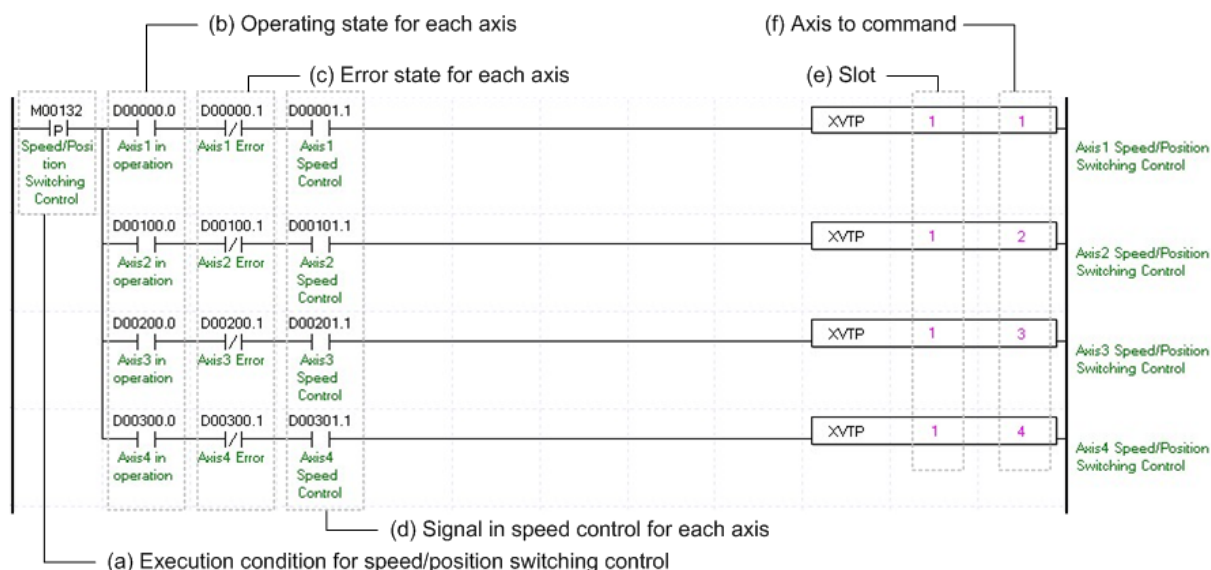 (b) Operating state for each axis
(f) Axis to command
(c) Error state for each axis
(e) Slot
M00132
D00000.0
D00000.1
D00001.1
P
XVTP 1 1
Speed/Posi
tion
Switching
Control
Axis1 in
operation
Axis1 Error
Axis1
Speed
Control
Axis1 Speed/Position
Switching Control
D00100.0
D00100.1
D00101.1
XVTP 1 2
Axis2 in
operation
Axis2 Error
Axis2
Speed
Control
Axis2 Speed/Position
Switching Control
D00200.0
D00200.1
D00201.1
XVTP 1 3
Axis3 in
operation
Axis3 Error
Axis3
Speed
Control
Axis3 Speed/Position
Switching Control
D00300.0
D00300.1
D00301.1
XVTP 1 4
Axis4 in
operation
Axis4 Error
Axis4
Speed
Control
Axis4 Speed/Position
Switching Control
(d) Signal in speed control for each axis
(a) Execution condition for speed/position switching control